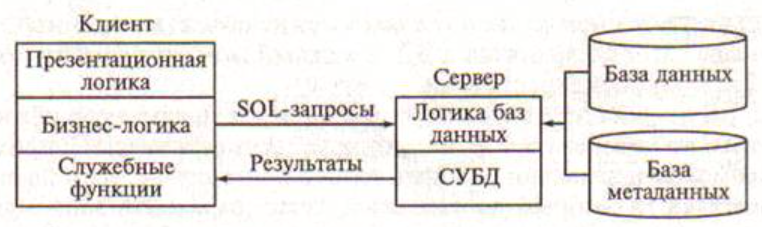 Клиент
Презентационная
логика
Бизнес-логика
Служебные
функции
SOL-запросы
Результаты
Сервер
Логика баз
данных
СУБД
База данных
База
метаданных